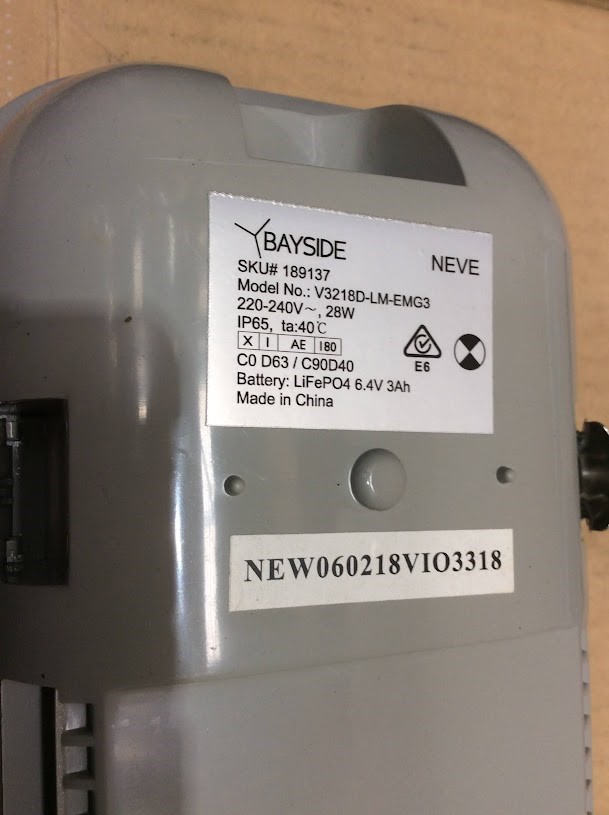 BAYSIDE
NEVE
SKU# 189137
Model No.: V3218D-LM-EMG3
220-240V~, 28W
IP65, ta:40℃
X I AE 180
C0 D63 / C90D40
E6
Battery: LiFePO4 6.4V 3Ah
Made in China
NEW060218VIO3318